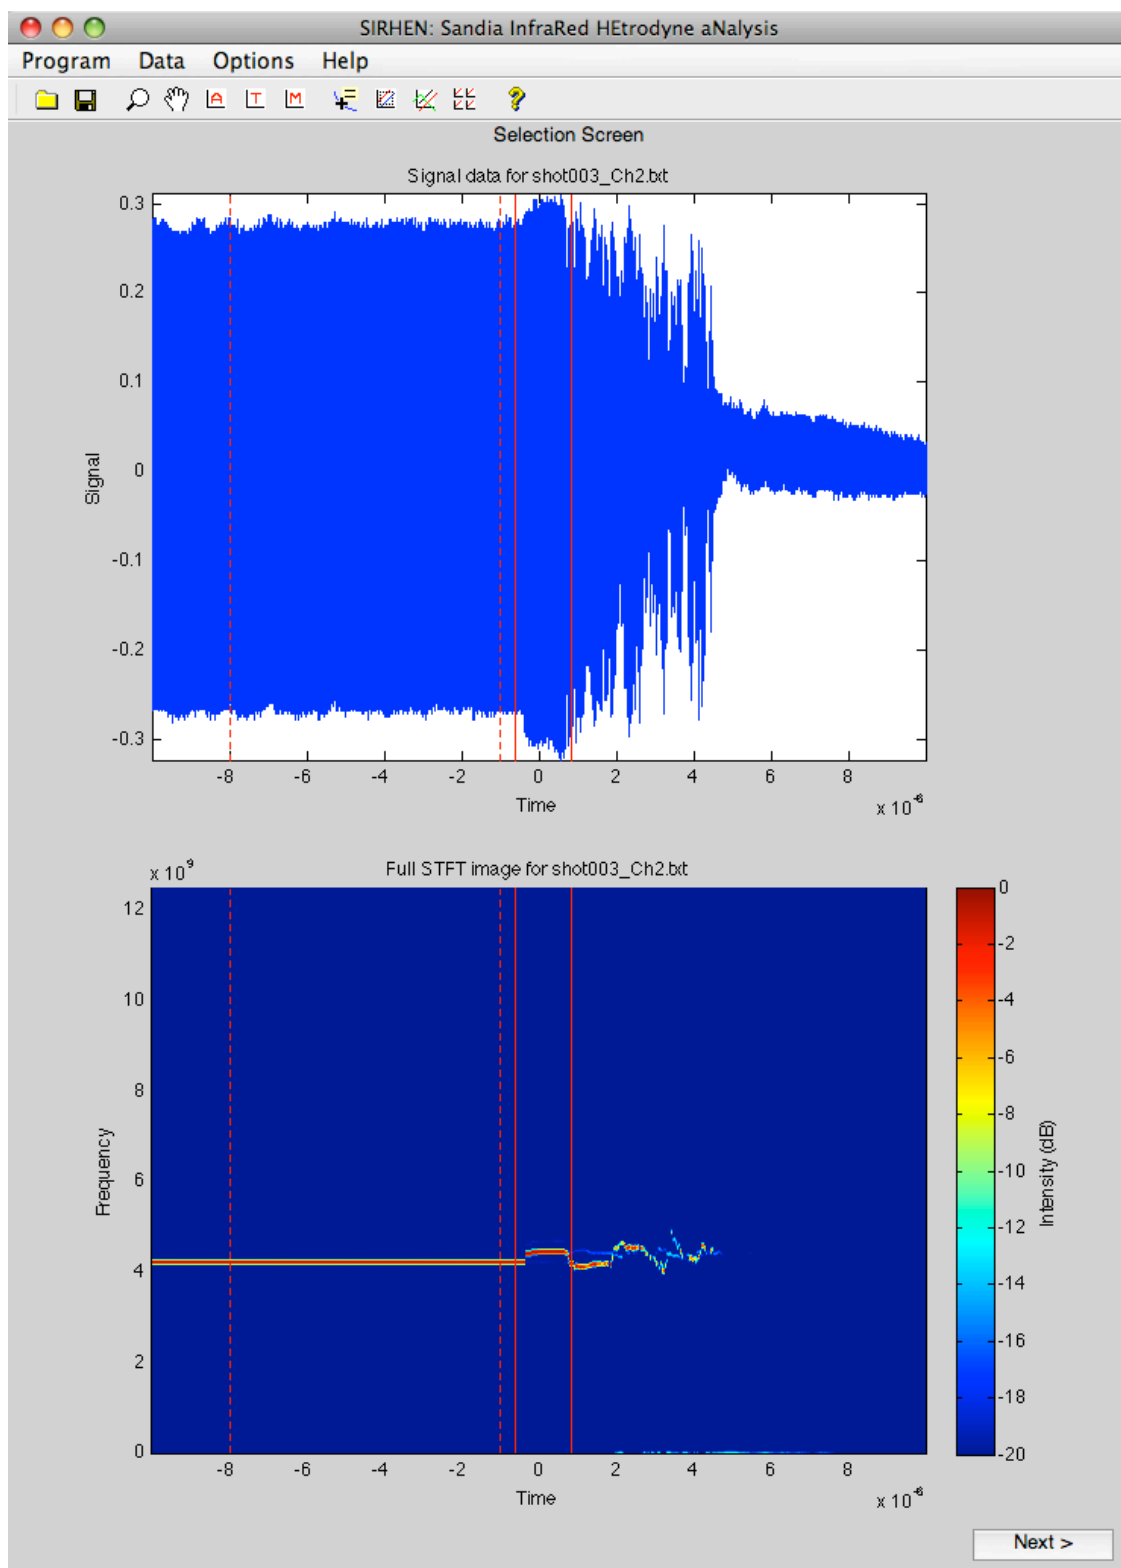 SIRHEN: Sandia InfraRed HEtrodyne aNalysis
Program Data Options Help
A T M ?
Selection Screen
Signal data for shot003_Ch2.txt
0.3
0.2
0.1
0
-0.1
-0.2
-0.3
Signal
-8 -6 -4 -2 0 2 4 6 8
Time
x 10^-6
x 10^9
Full STFT image for shot003_Ch2.txt
12
10
8
6
4
2
0
Frequency
-8 -6 -4 -2 0 2 4 6 8
Time
x 10^-6
0
-2
-4
-6
-8
-10
-12
-14
-16
-18
-20
Intensity (dB)
Next >